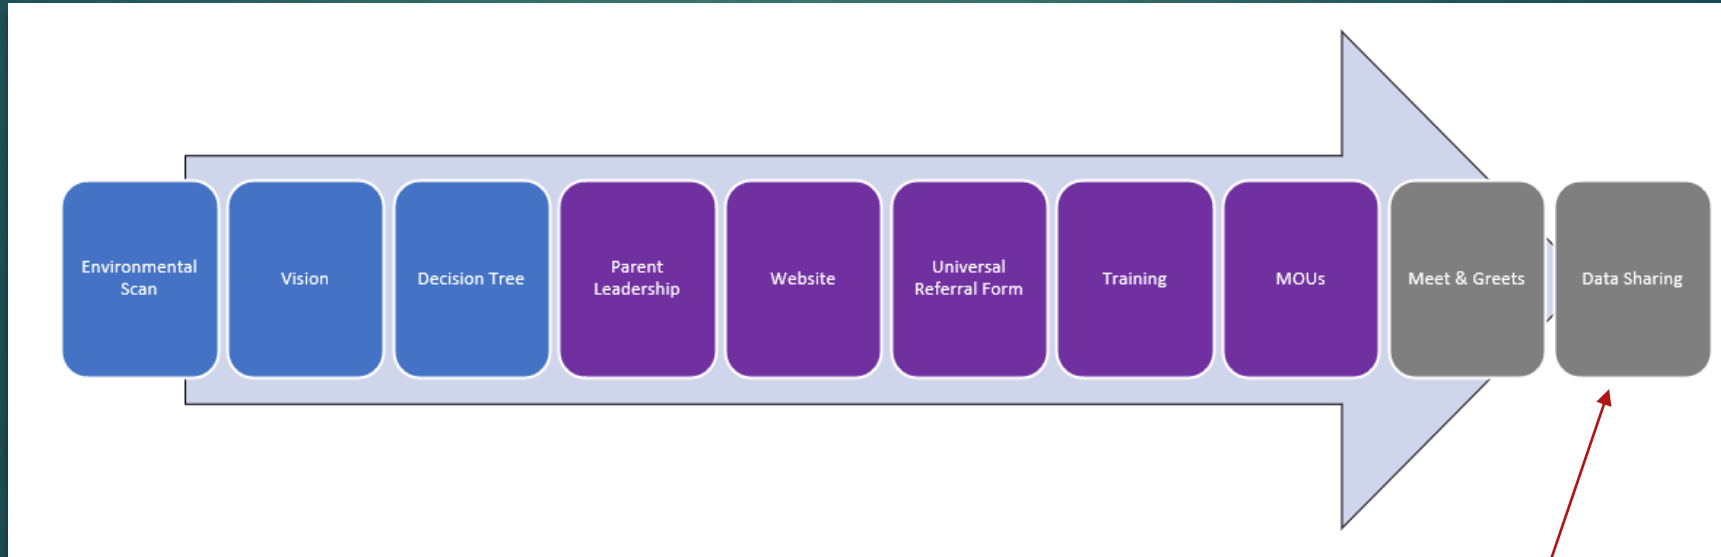 Environmental
Scan
Vision
Decision Tree
Parent
Leadership
Website
Universal
Referral Form
Training
MOUs
Meet & Greets
Data Sharing